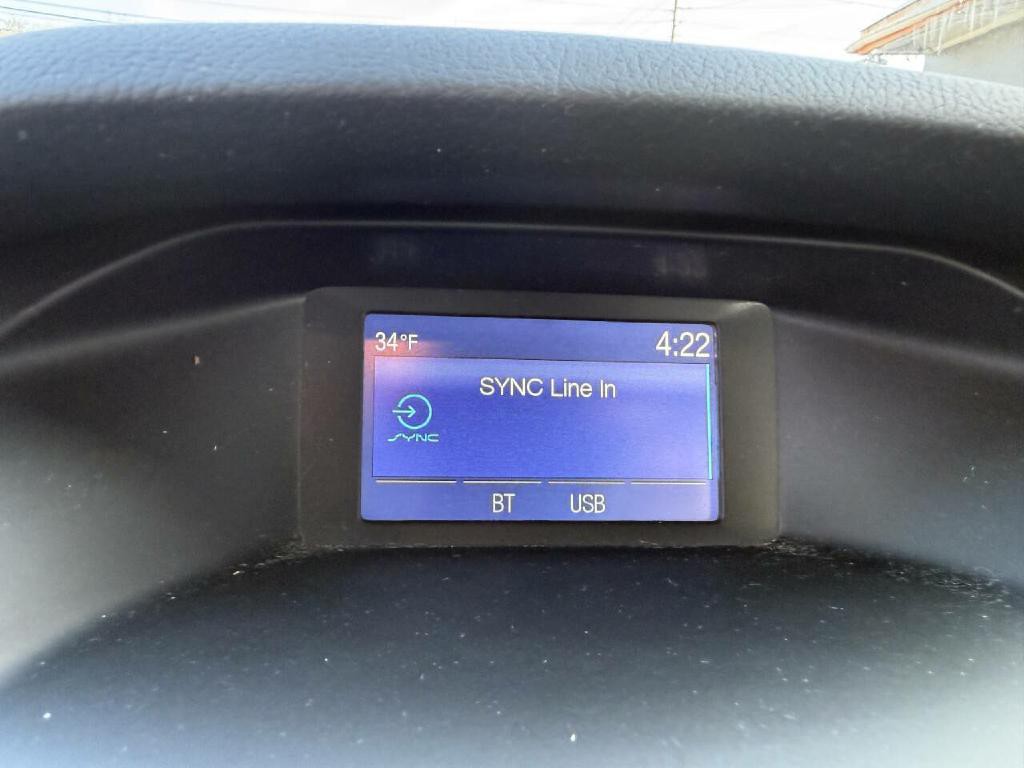 34°F
4:22
SYNC Line In
SYNC
BT
USB